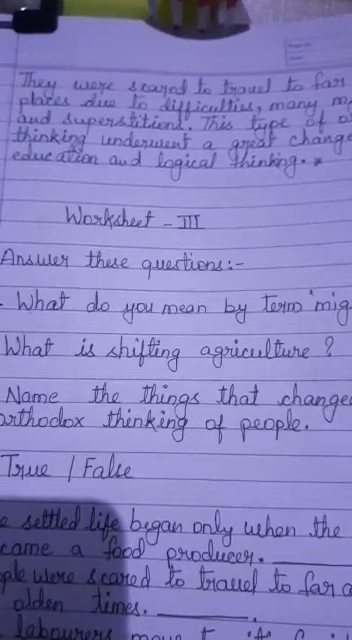 They were scared to travel to far
places due to difficulties, many
and superstitions. This type of
thinking underwent a great change
education and logical thinking.
Worksheet - III
Answer these questions:-
What do you mean by term "mig
What is shifting agriculture ?
Name the things that change
orthodox thinking of people.
True / False
e settled life began only when the
came a food producer. ______
ple were scared to travel to far a
olden times. ______.
labourers move